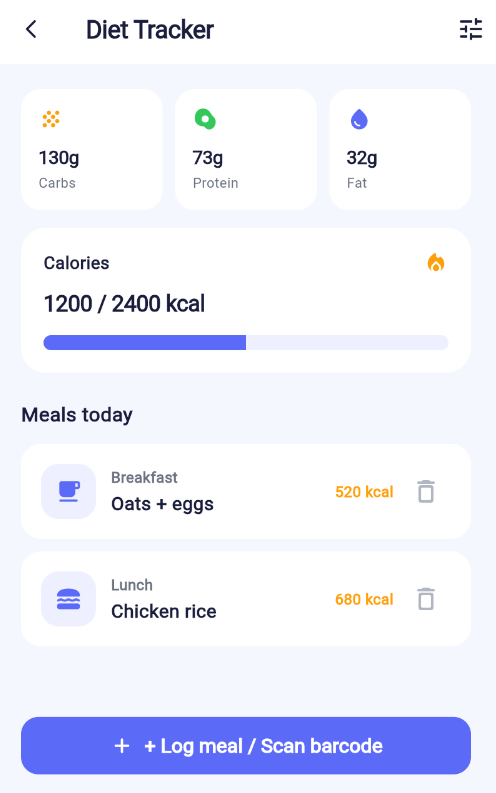 Diet Tracker
130g
Carbs
73g
Protein
32g
Fat
Calories
1200 / 2400 kcal
Meals today
Breakfast
Oats + eggs
520 kcal
Lunch
Chicken rice
680 kcal
+ Log meal / Scan barcode